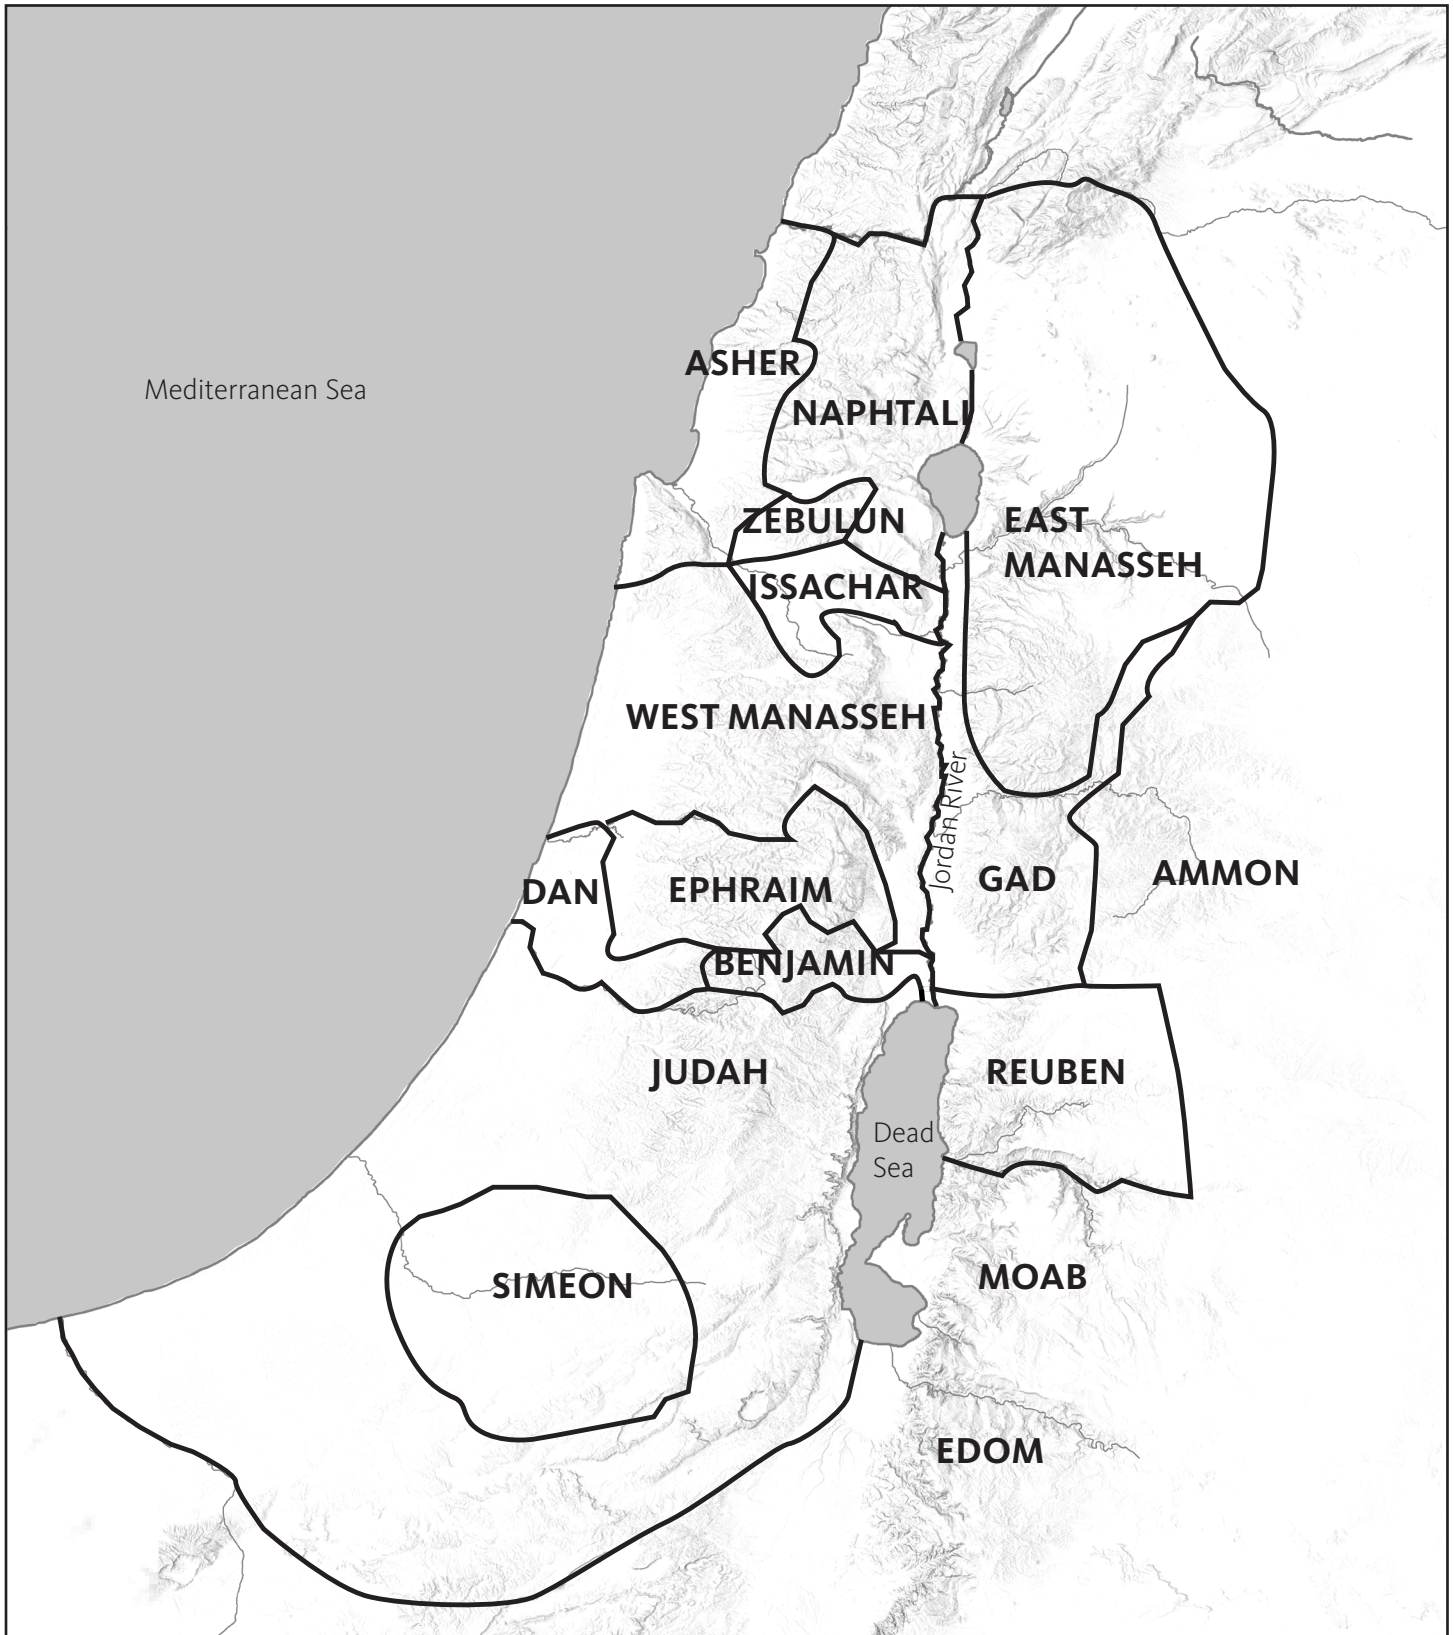 ASHER
Mediterranean Sea
NAPHTALI
ZEBULUN
EAST
MANASSEH
ISSACHAR
WEST MANASSEH
Jordan River
DAN
EPHRAIM
GAD
AMMON
BENJAMIN
JUDAH
REUBEN
Dead
Sea
SIMEON
MOAB
EDOM